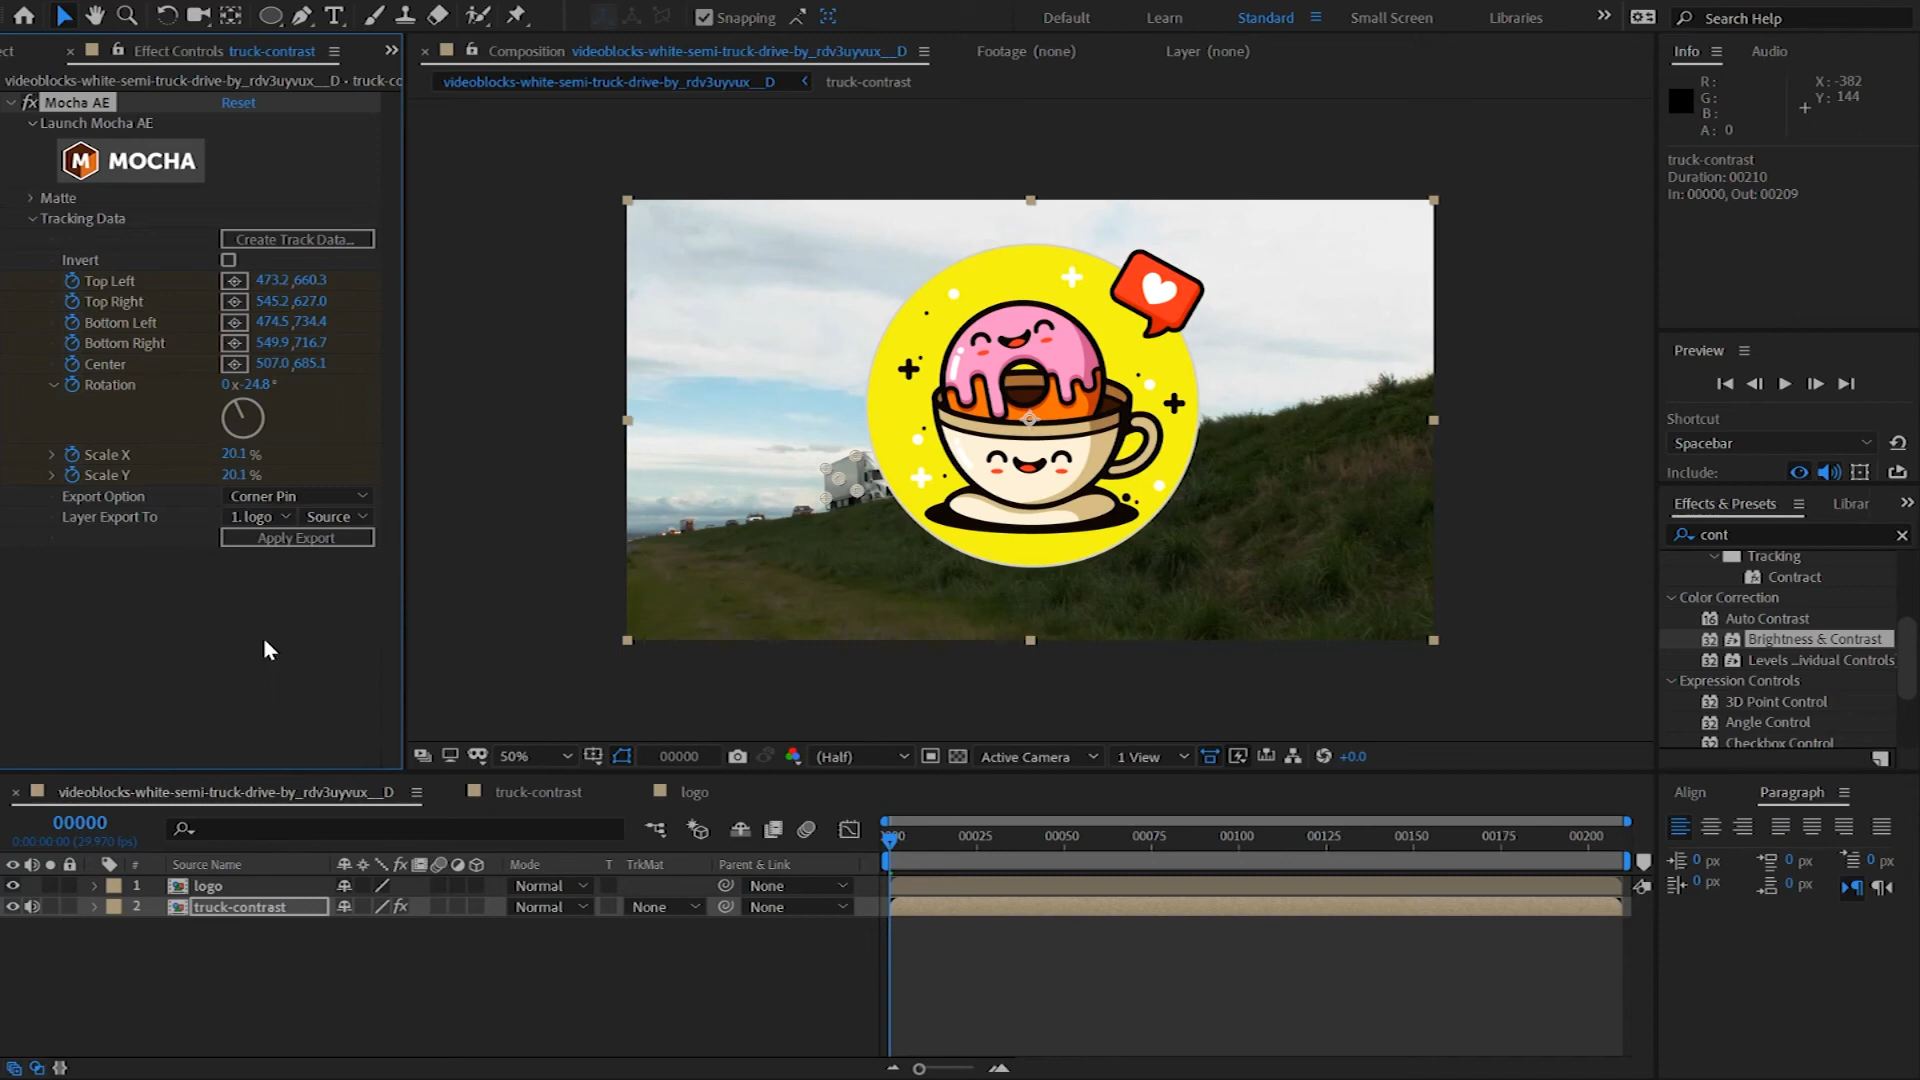 Snapping
Default
Learn
Standard
Small Screen
Libraries
Search Help
ect
Effect Controls truck-contrast
Composition videoblocks-white-semi-truck-drive-by_rdv3uyvux__D
Footage (none)
Layer (none)
Info
Audio
videoblocks-white-semi-truck-drive-by_rdv3uyvux__D • truck-co
videoblocks-white-semi-truck-drive-by_rdv3uyvux__D
truck-contrast
R:
G:
B:
A: 0
X: -382
Y: 144
fx Mocha AE
Reset
Launch Mocha AE
M MOCHA
Matte
Tracking Data
Create Track Data...
Invert
Top Left 473.2 ,660.3
Top Right 545.2 ,627.0
Bottom Left 474.5 ,734.4
Bottom Right 549.9 ,716.7
Center 507.0 ,685.1
Rotation 0 x-24.8 °
Scale X 20.1 %
Scale Y 20.1 %
Export Option Corner Pin
Layer Export To 1. logo Source
Apply Export
truck-contrast
Duration: 00210
In: 00000, Out: 00209
Preview
Shortcut
Spacebar
Include:
Effects & Presets
Librar
cont
Tracking
Contract
Color Correction
Auto Contrast
Brightness & Contrast
Levels ...ividual Controls
Expression Controls
3D Point Control
Angle Control
Checkbox Control
50%
00000
(Half)
Active Camera
1 View
+0.0
videoblocks-white-semi-truck-drive-by_rdv3uyvux__D
truck-contrast
logo
00000
0:00:00:00 (29.970 fps)
# Source Name Mode T TrkMat Parent & Link
1 logo Normal None
2 truck-contrast fx Normal None None
00025 00050 00075 00100 00125 00150 00175 00200
Align
Paragraph
0 px 0 px 0 px
0 px 0 px